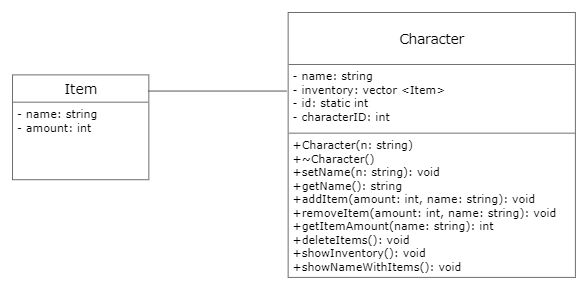 Item
- name: string
- amount: int
Character
- name: string
- inventory: vector <Item>
- id: static int
- characterID: int
+Character(n: string)
+~Character()
+setName(n: string): void
+getName(): string
+addItem(amount: int, name: string): void
+removeItem(amount: int, name: string): void
+getItemAmount(name: string): int
+deleteItems(): void
+showInventory(): void
+showNameWithItems(): void